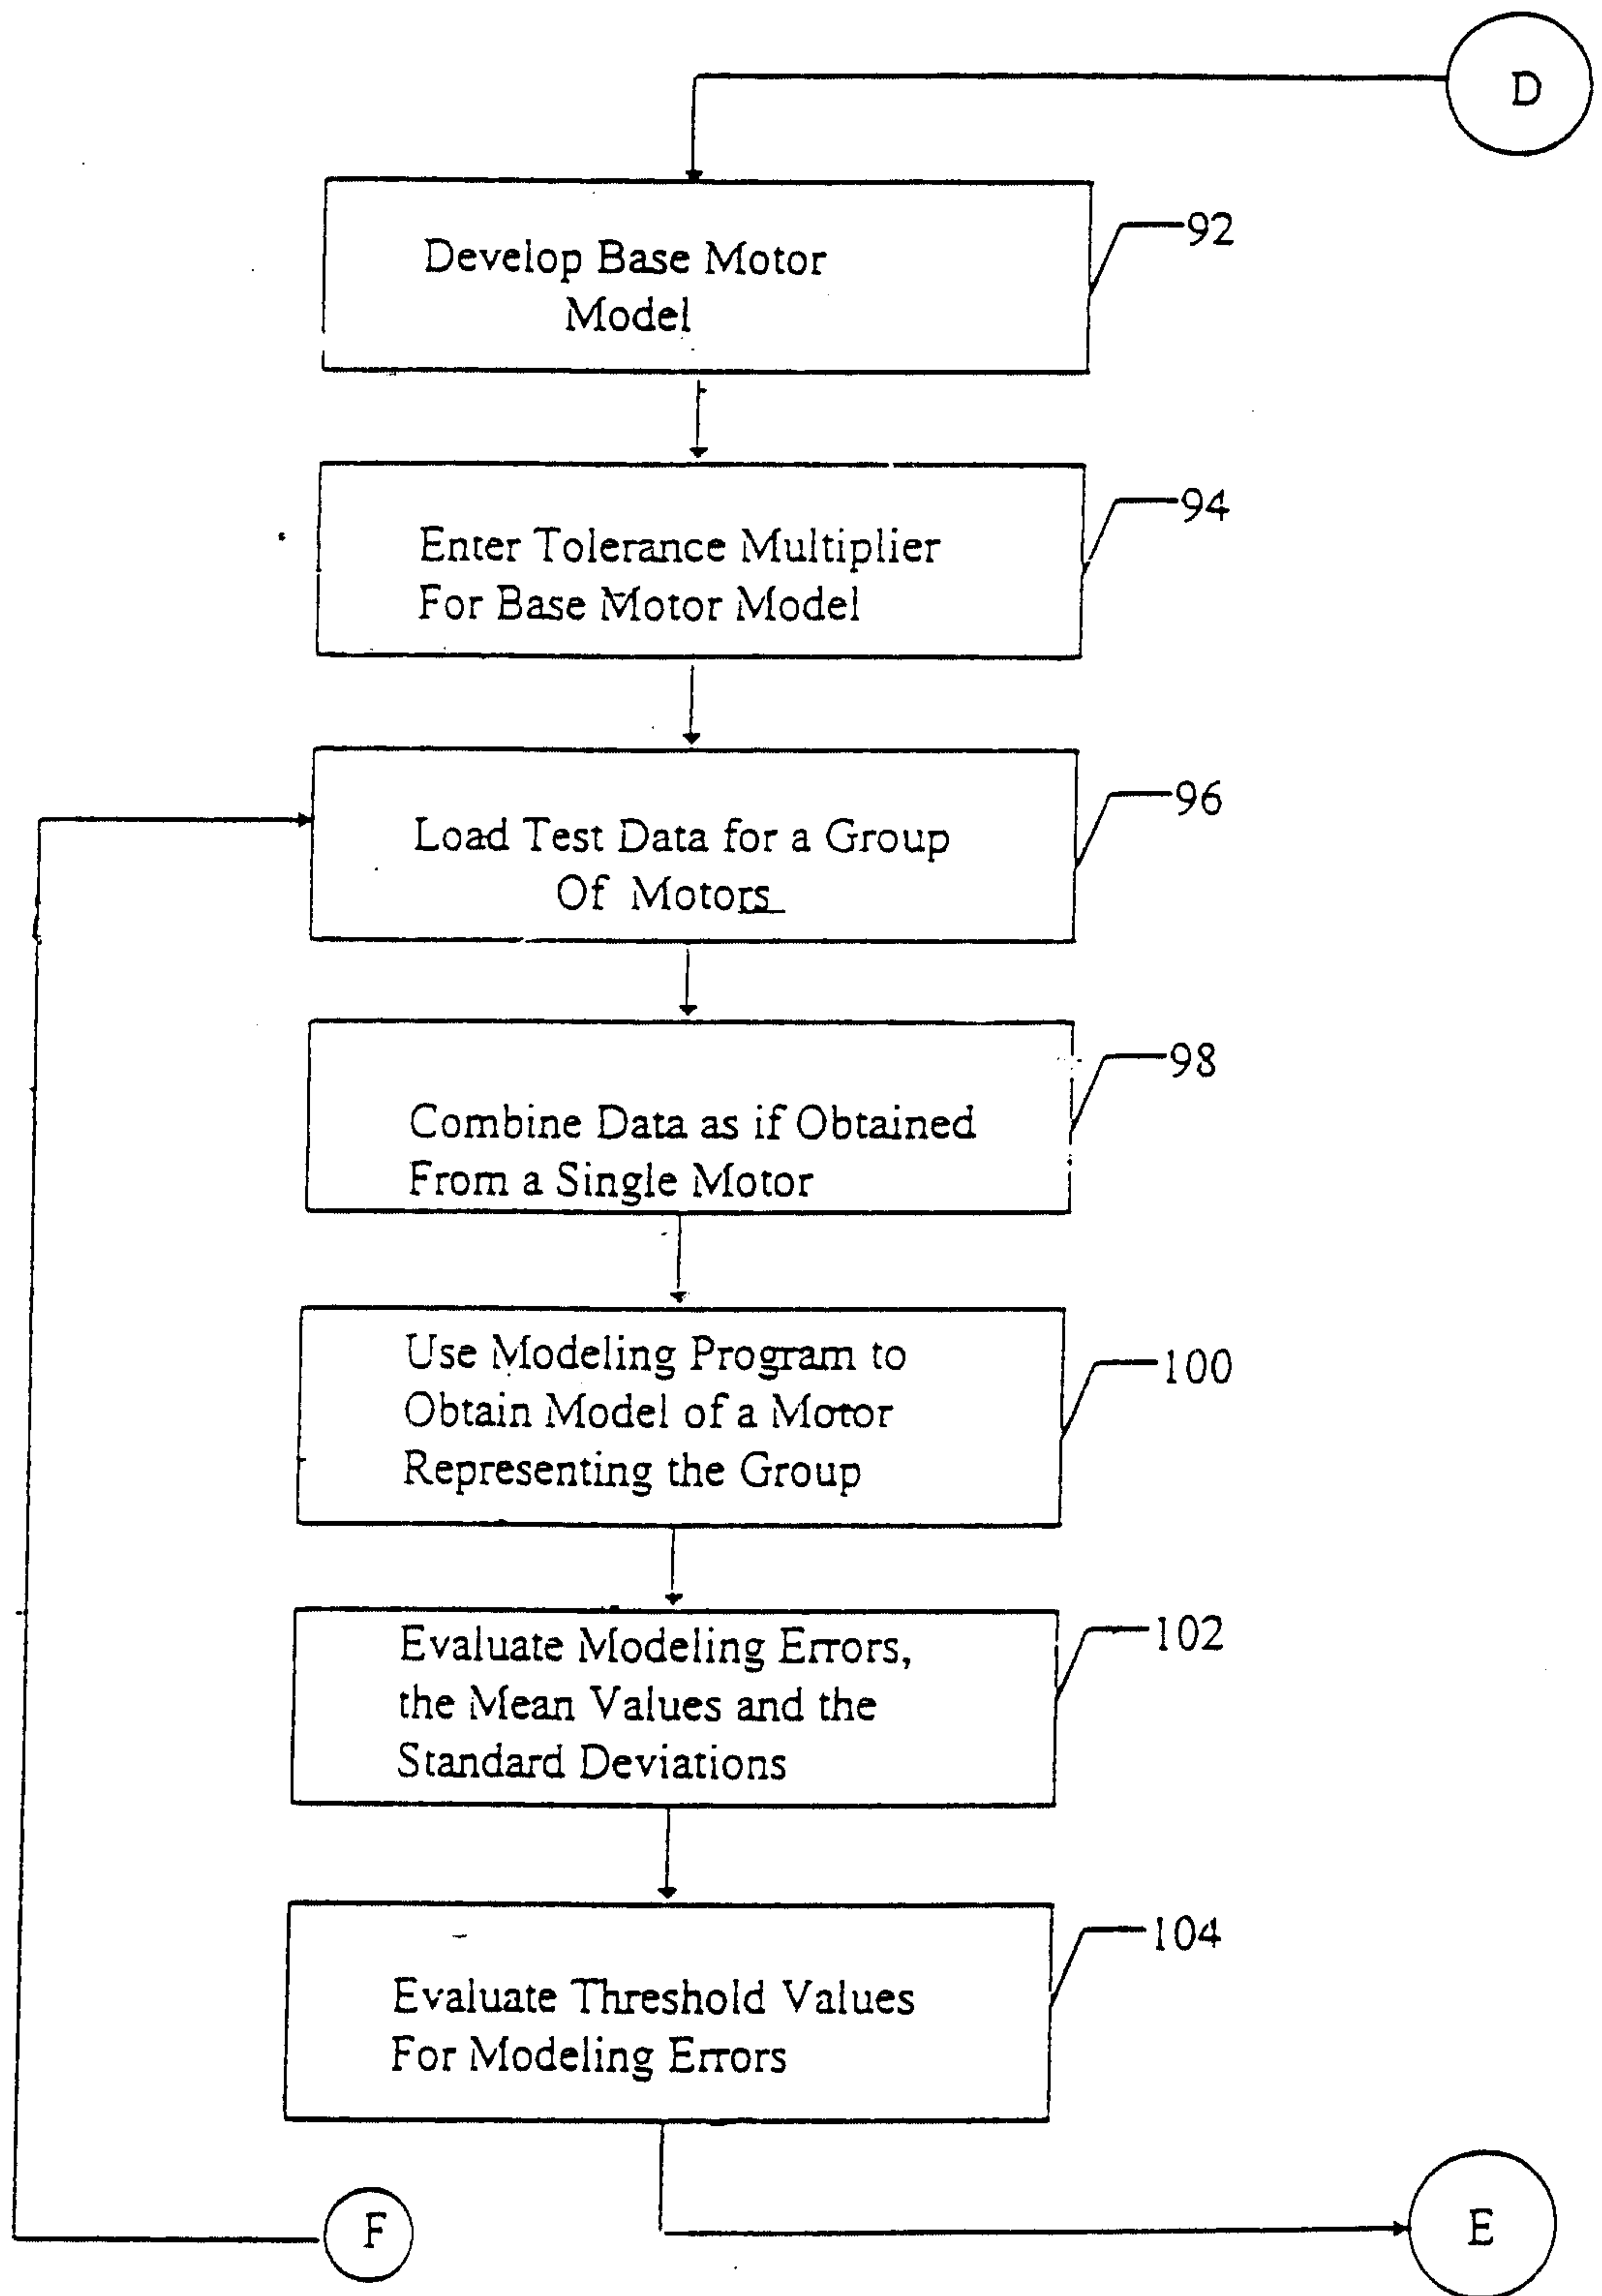 D
Develop Base Motor
Model
92
Enter Tolerance Multiplier
For Base Motor Model
94
Load Test Data for a Group
Of Motors
96
Combine Data as if Obtained
From a Single Motor
98
Use Modeling Program to
Obtain Model of a Motor
Representing the Group
100
Evaluate Modeling Errors,
the Mean Values and the
Standard Deviations
102
Evaluate Threshold Values
For Modeling Errors
104
F
E